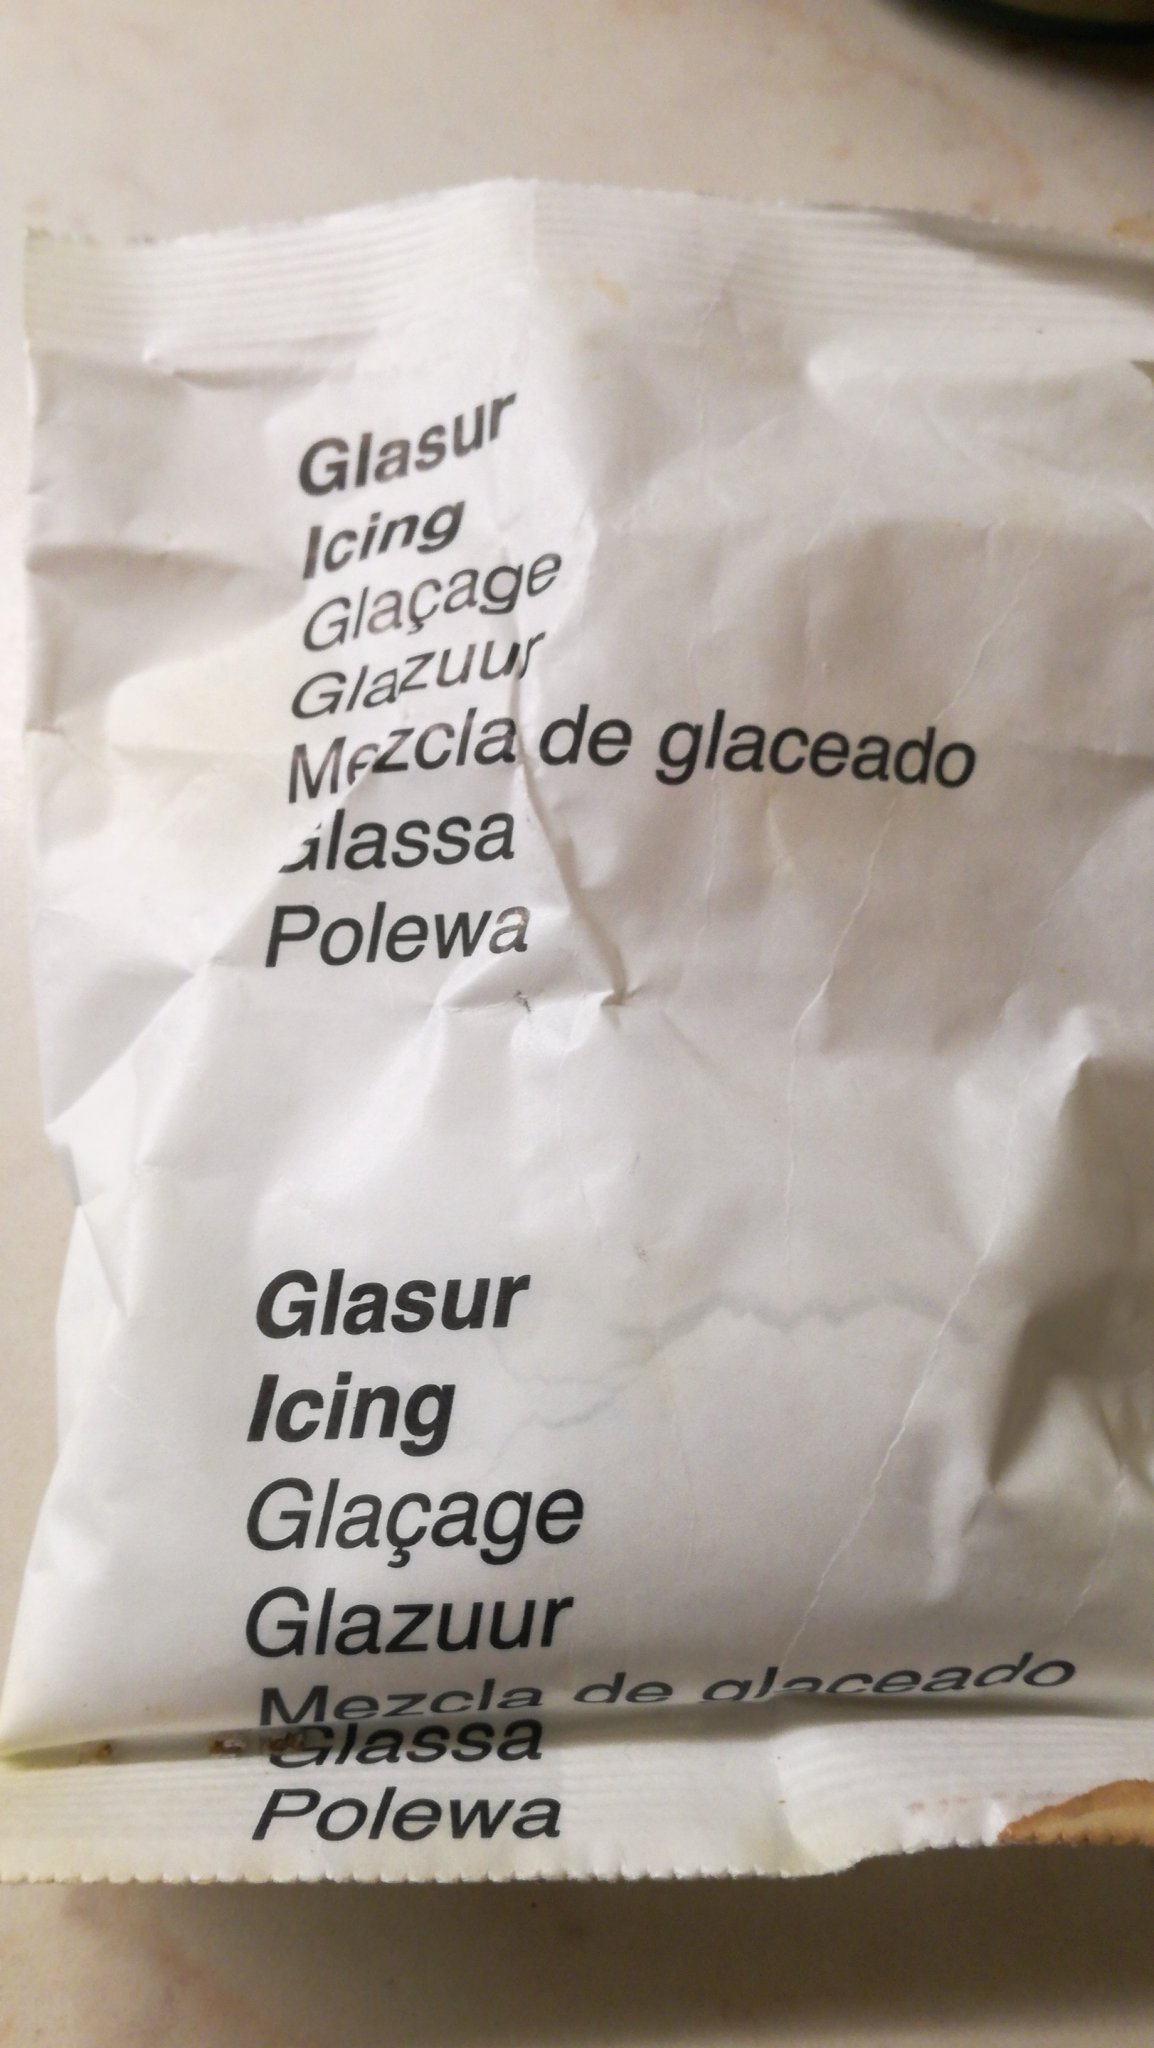 Glasur
Icing
Glaçage
Glazuur
Mezcla de glaceado
Glassa
Polewa
Glasur
Icing
Glaçage
Glazuur
Mezcla de glaceado
Glassa
Polewa